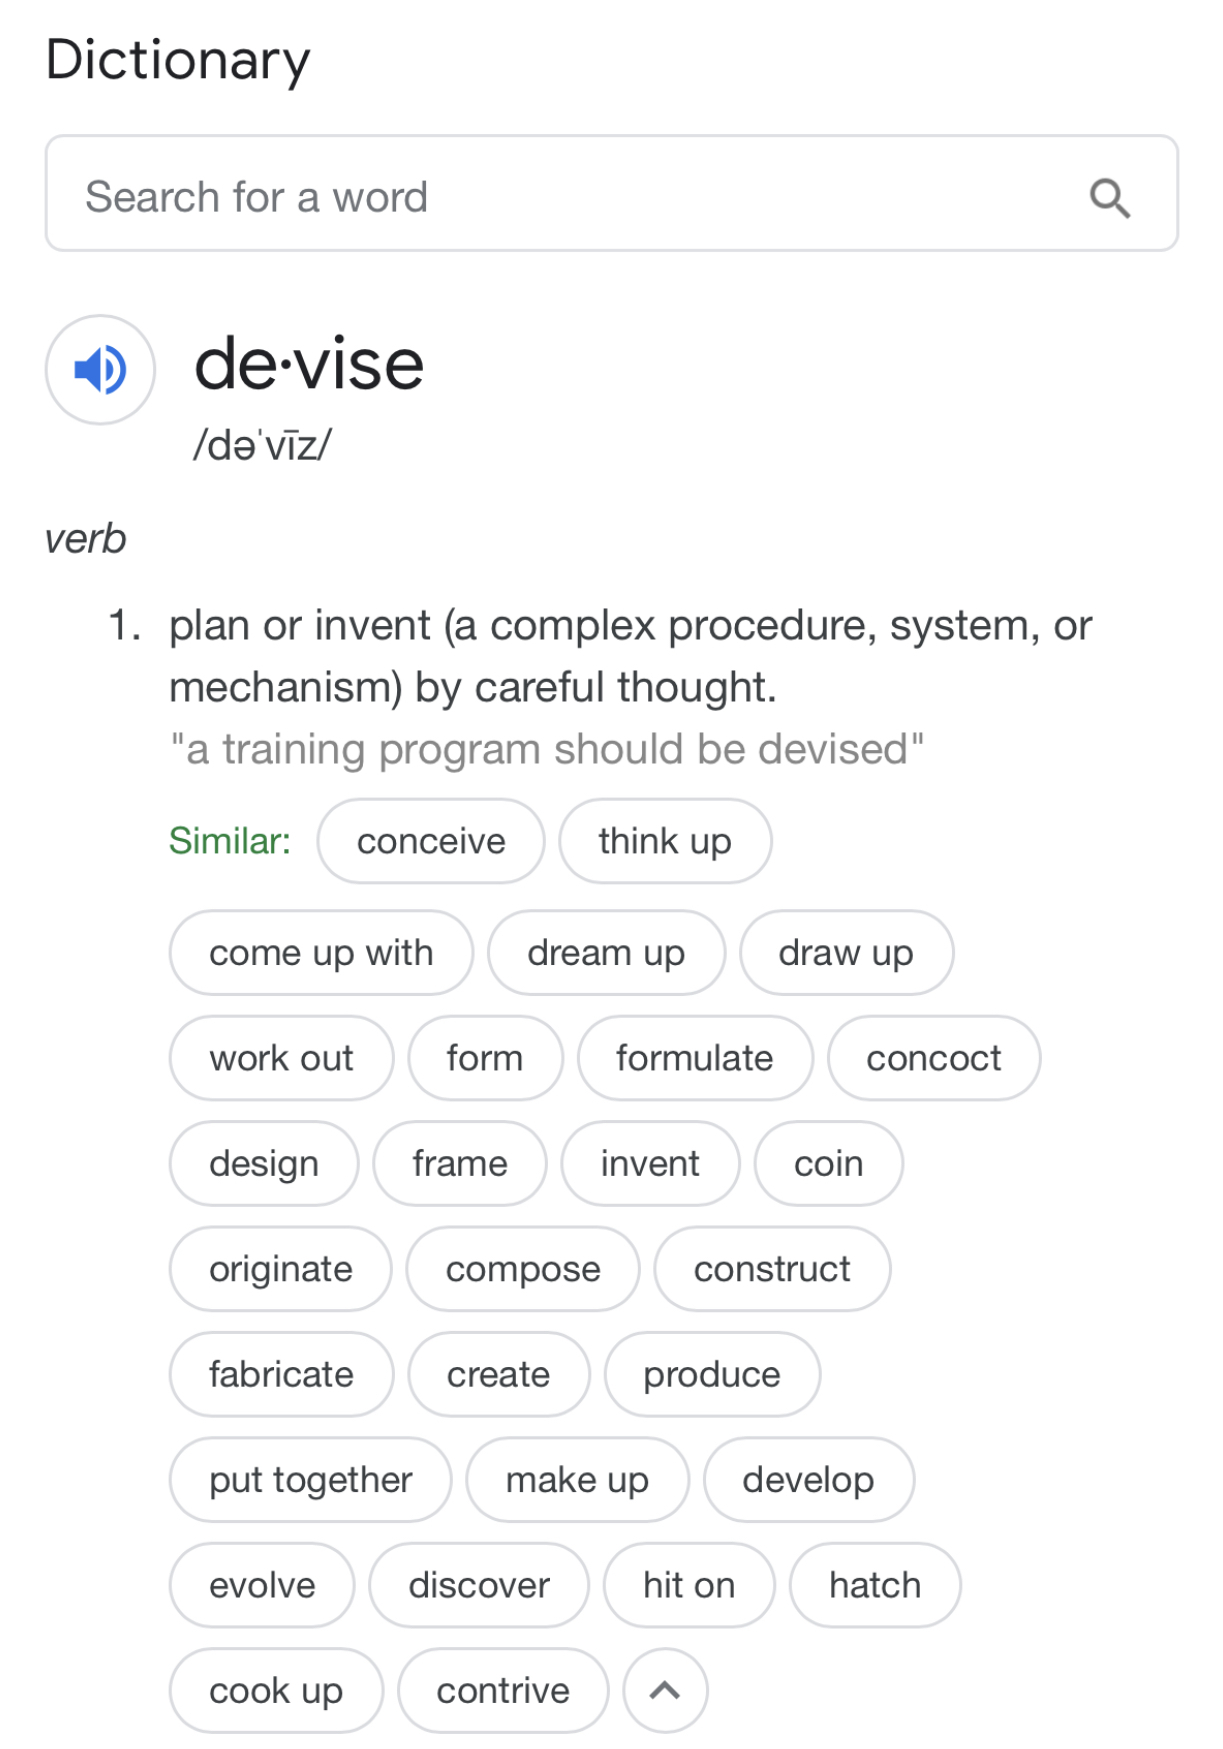 Dictionary
Search for a word
de·vise
/dəˈvīz/
verb
1. plan or invent (a complex procedure, system, or
mechanism) by careful thought.
"a training program should be devised"
Similar: conceive think up
come up with dream up draw up
work out form formulate concoct
design frame invent coin
originate compose construct
fabricate create produce
put together make up develop
evolve discover hit on hatch
cook up contrive